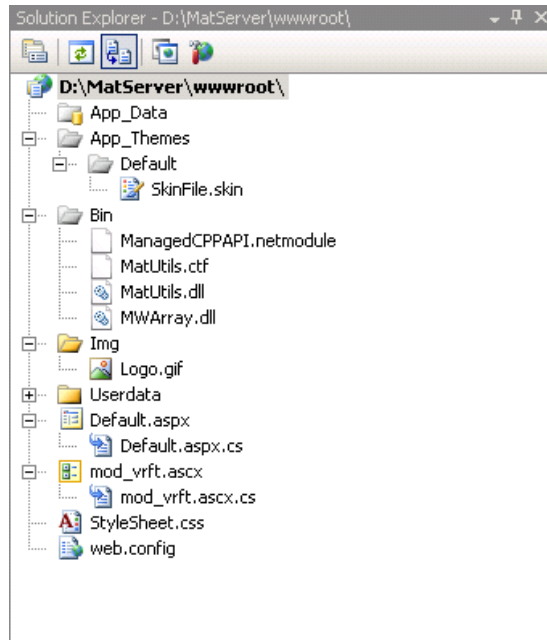 Solution Explorer - D:\MatServer\wwwroot\
D:\MatServer\wwwroot\
App_Data
App_Themes
Default
SkinFile.skin
Bin
ManagedCPPAPI.netmodule
MatUtils.ctf
MatUtils.dll
MWArray.dll
Img
Logo.gif
Userdata
Default.aspx
Default.aspx.cs
mod_vrft.ascx
mod_vrft.ascx.cs
StyleSheet.css
web.config